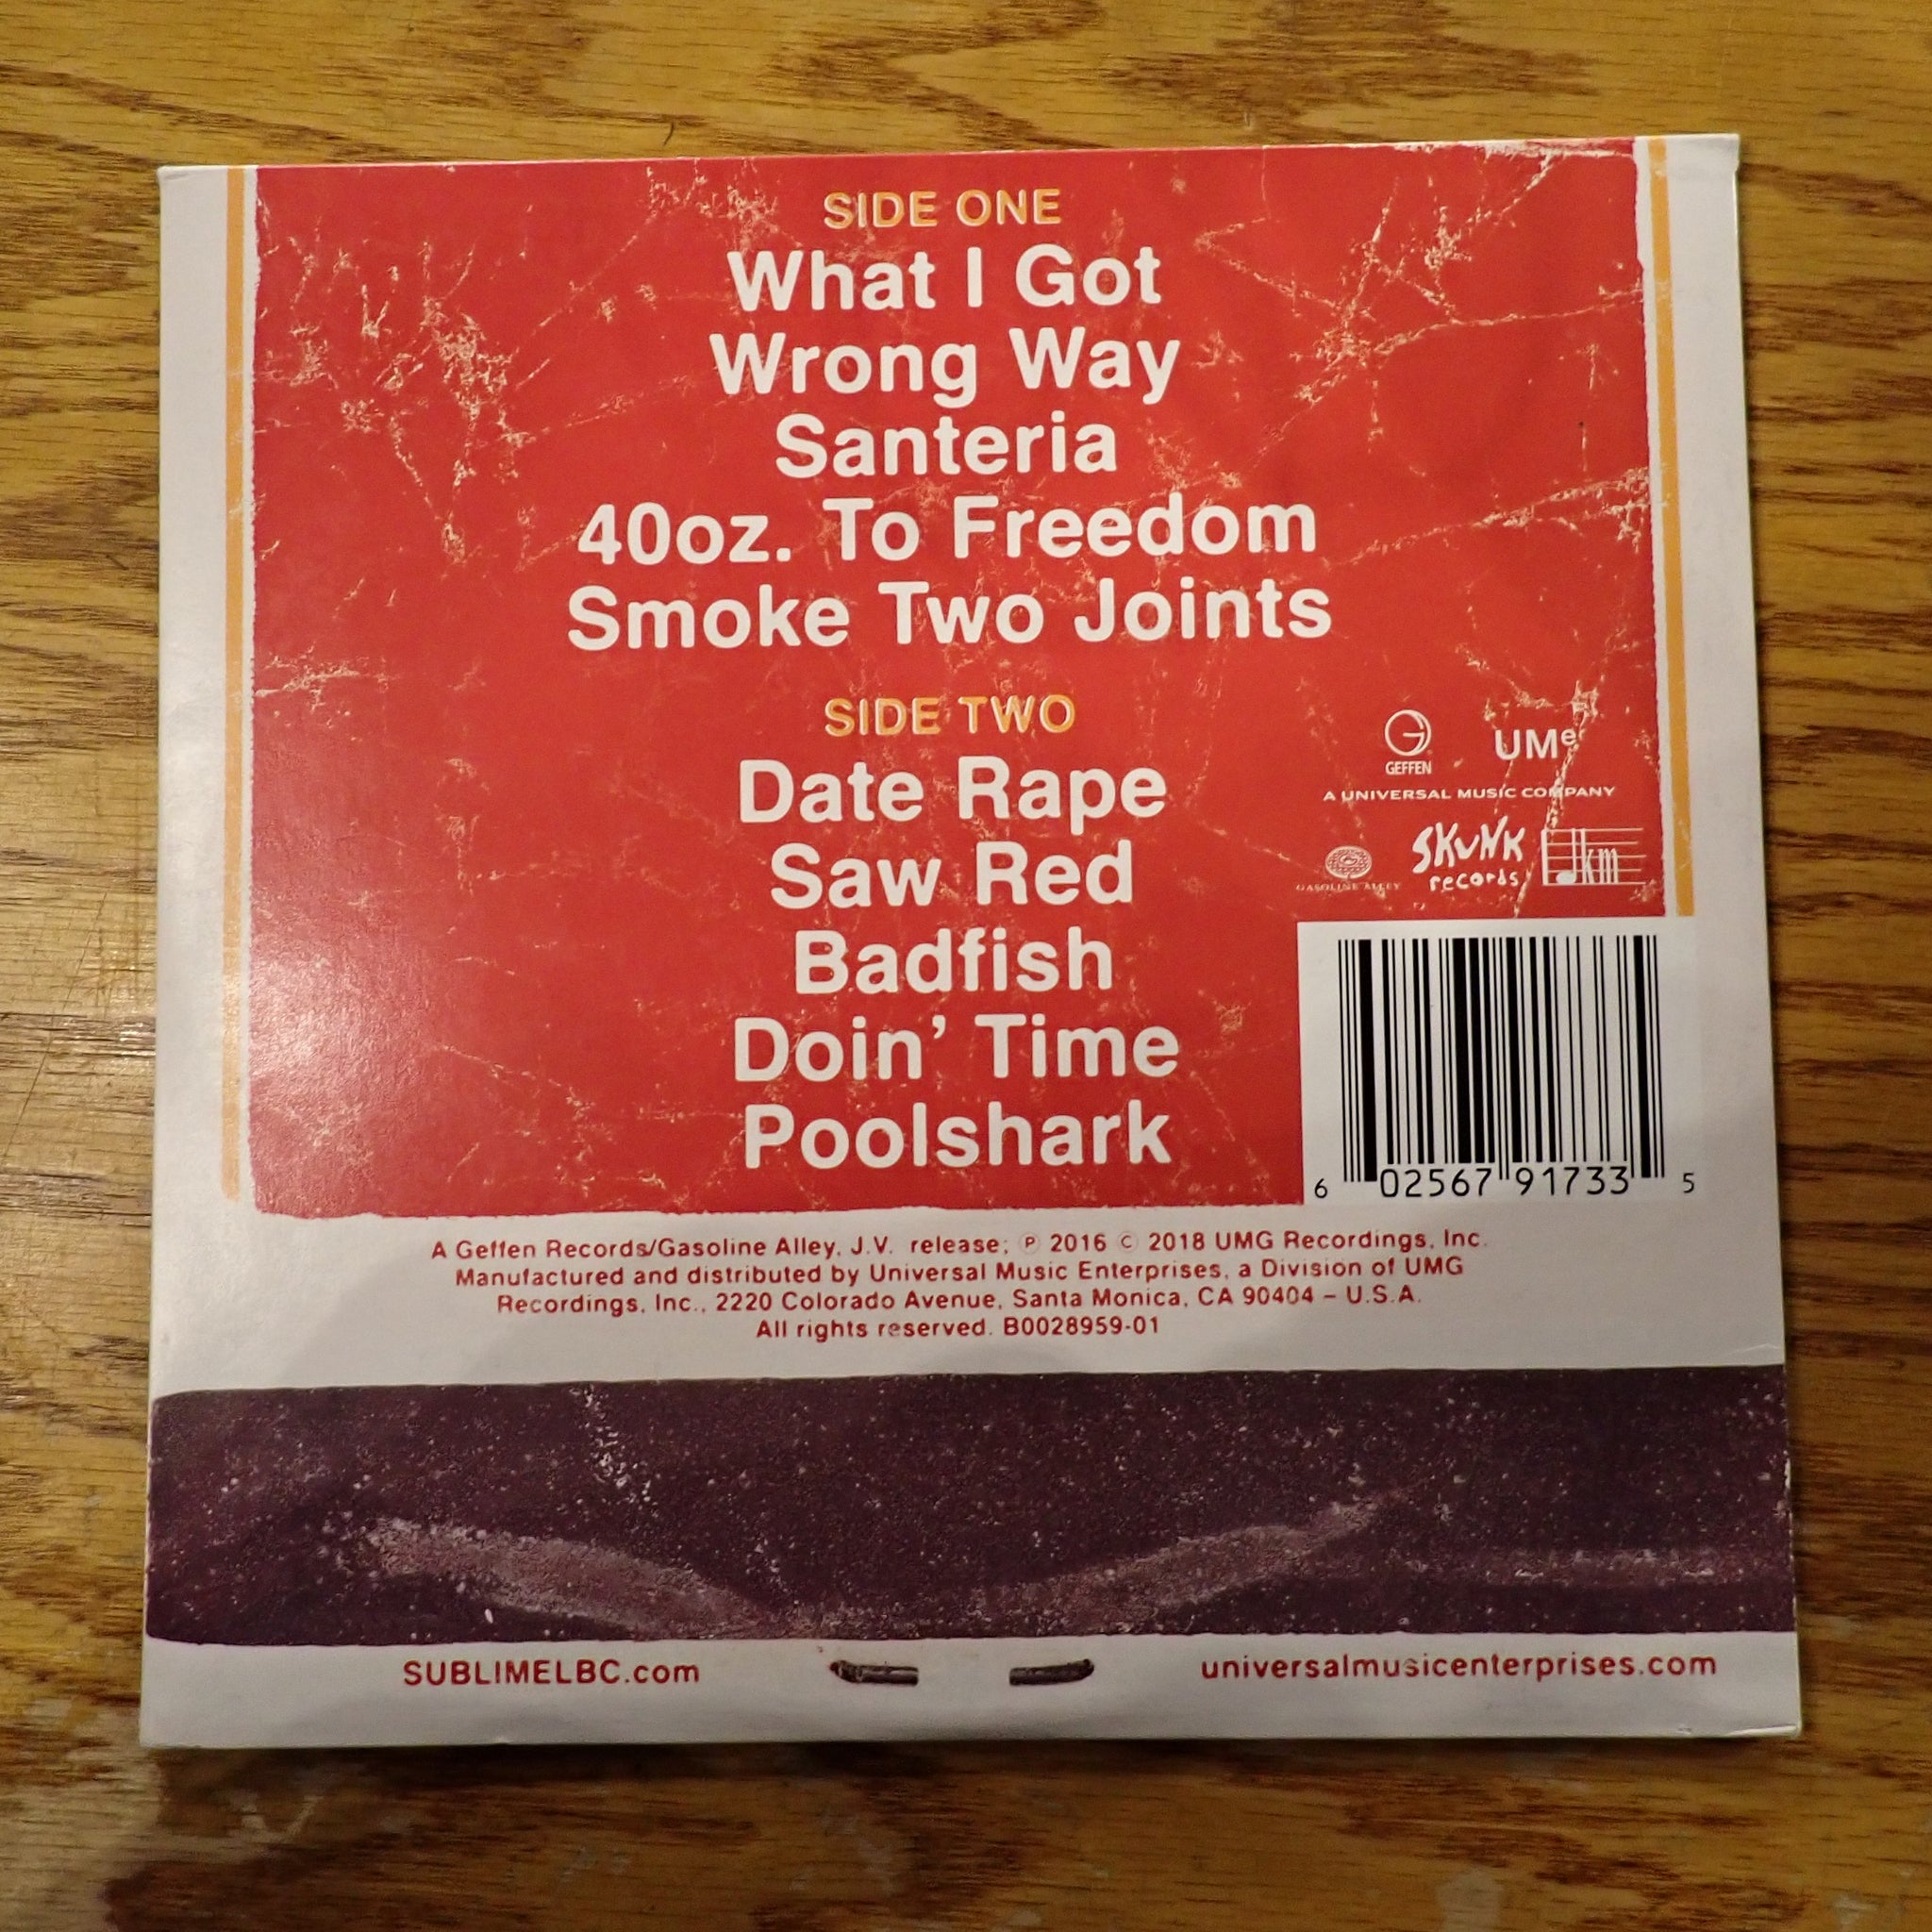 SIDE ONE
What I Got
Wrong Way
Santeria
40oz. To Freedom
Smoke Two Joints
SIDE TWO
Date Rape
Saw Red
Badfish
Doin' Time
Poolshark
GEFFEN
UMe
A UNIVERSAL MUSIC COMPANY
GASOLINE ALLEY
SKUNK
records
km
6 02567 91733 5
A Geffen Records/Gasoline Alley, J.V. release; ℗ 2016 © 2018 UMG Recordings, Inc.
Manufactured and distributed by Universal Music Enterprises, a Division of UMG
Recordings, Inc., 2220 Colorado Avenue, Santa Monica, CA 90404 – U.S.A.
All rights reserved. B0028959-01
SUBLIMELBC.com
universalmusicenterprises.com